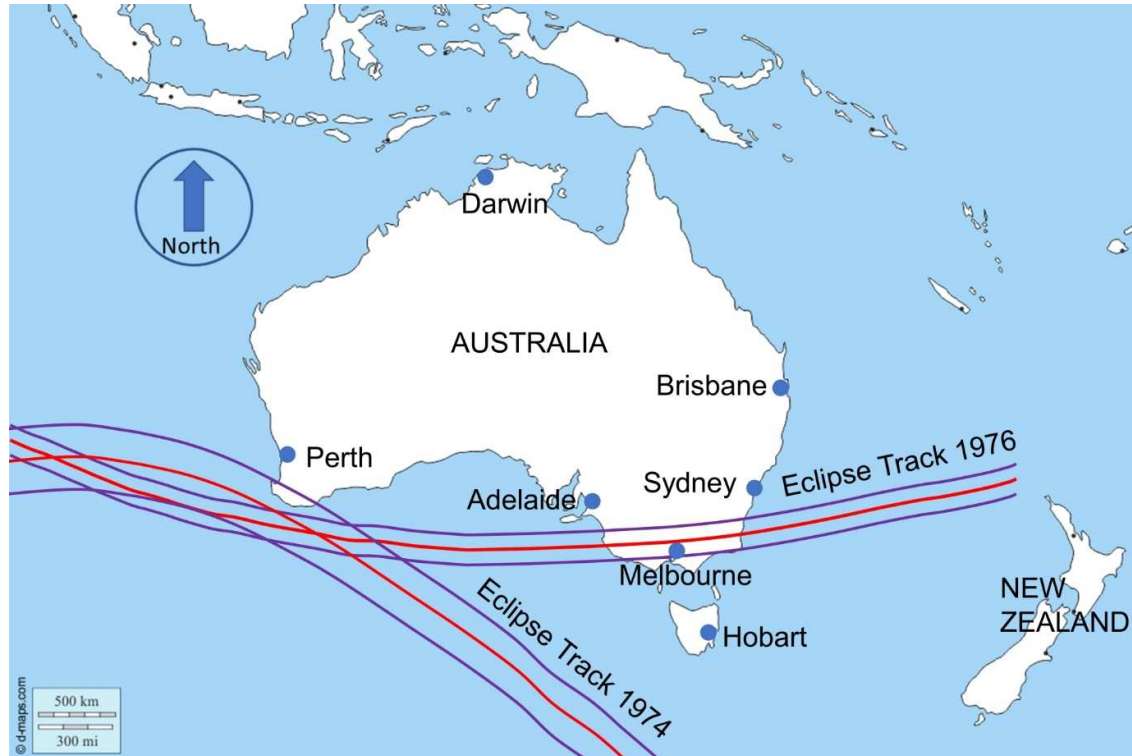 Darwin
North
AUSTRALIA
Brisbane
Perth
Sydney
Eclipse Track 1976
Adelaide
Melbourne
Eclipse Track 1974
NEW
ZEALAND
Hobart
500 km
300 mi
© d-maps.com